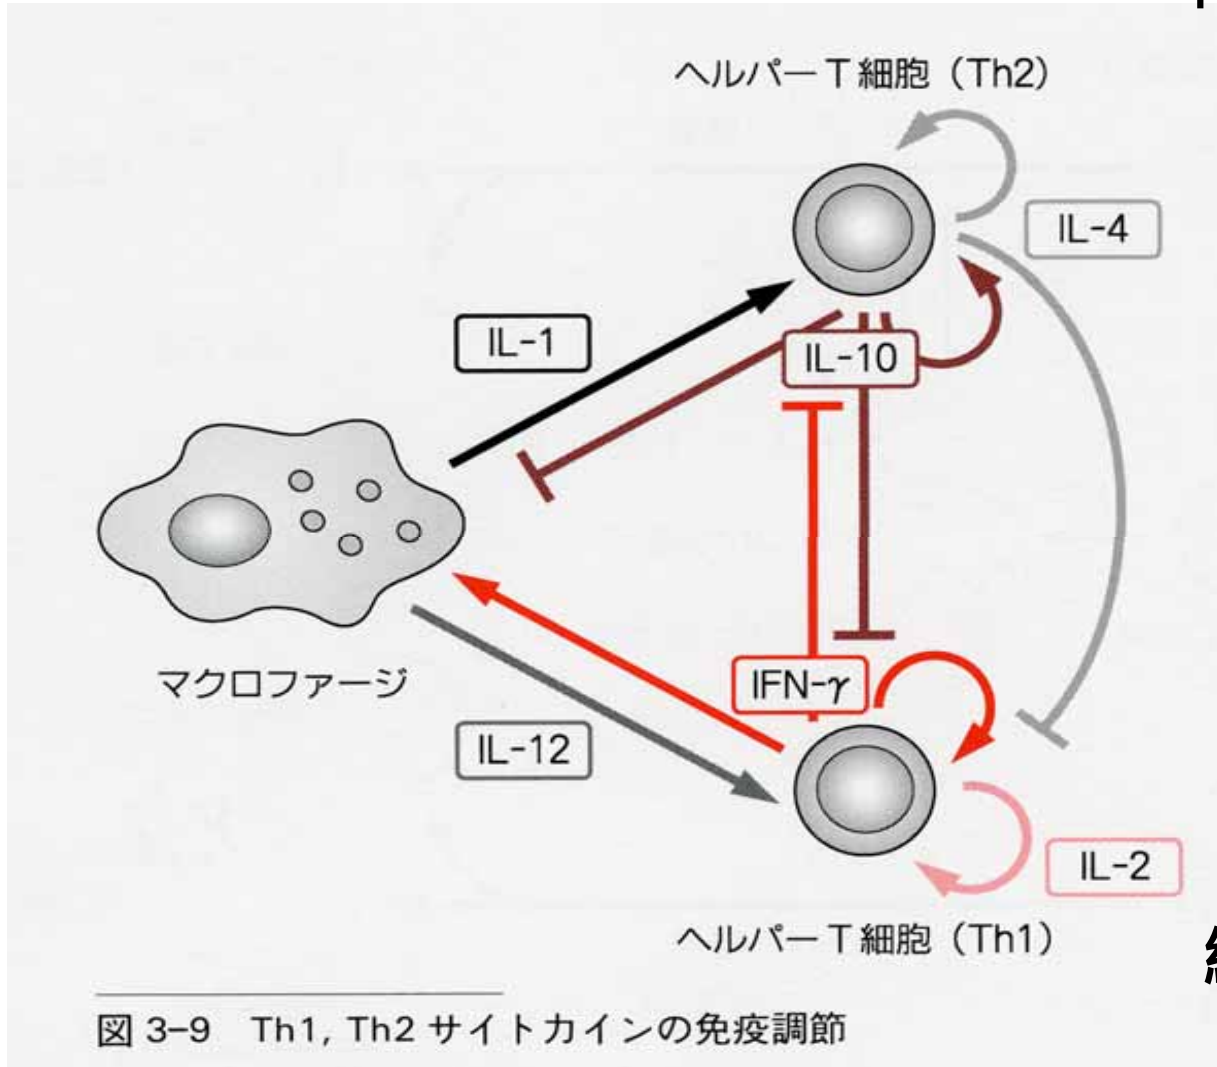 ヘルパーT細胞（Th2）
IL-4
IL-1
IL-10
マクロファージ
IFN-γ
IL-12
IL-2
ヘルパーT細胞（Th1）
図 3-9 Th1, Th2 サイトカインの免疫調節